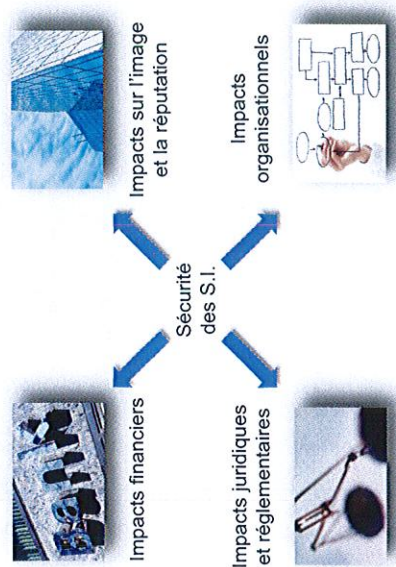 Impacts financiers
Impacts sur l'image
et la réputation
Sécurité
des S.I.
Impacts juridiques
et réglementaires
Impacts
organisationnels